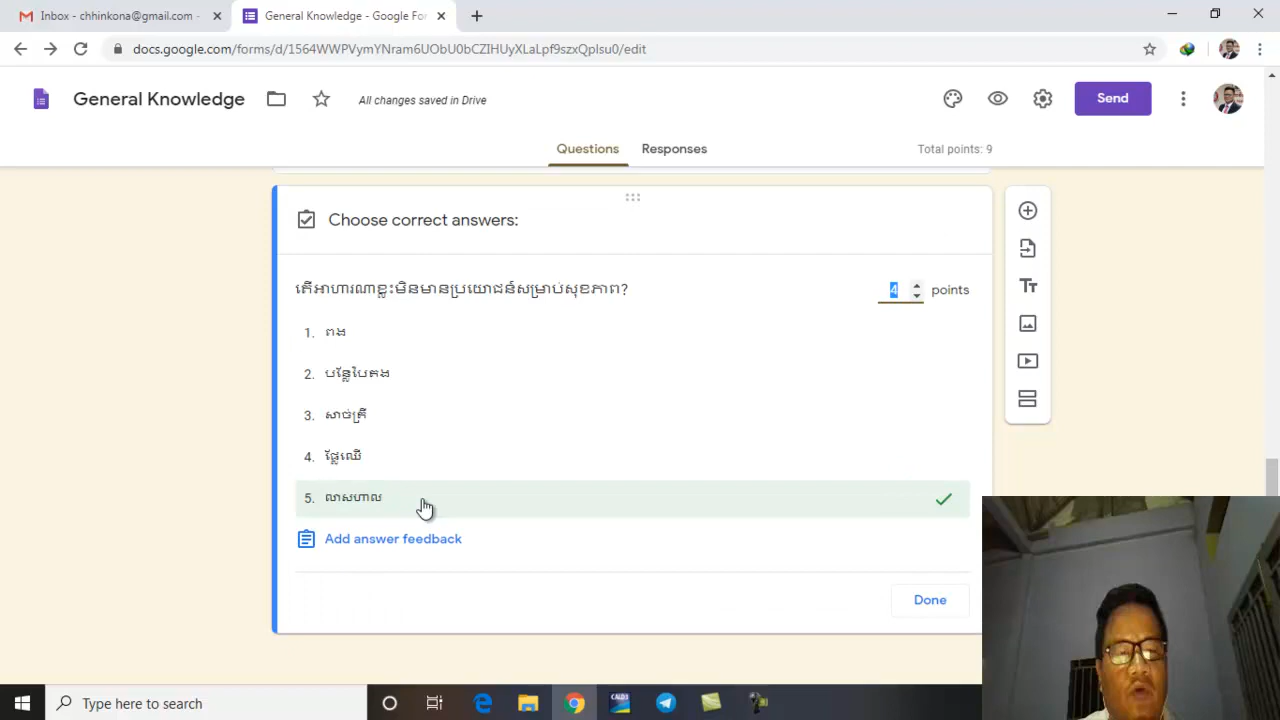 Inbox - chhinkona@gmail.com -
General Knowledge - Google For
docs.google.com/forms/d/1564WWPVymYNram6UObU0bCZIHUyXLaLpf9szxQplsu0/edit
General Knowledge
All changes saved in Drive
Send
Questions
Responses
Total points: 9
Choose correct answers:
តើអាហារណាខ្លះមិនមានប្រយោជន៍សម្រាប់សុខភាព?
4 points
1. ពង
2. បន្លែបៃតង
3. សាច់ត្រី
4. ផ្លែឈើ
5. លាសហាល
Add answer feedback
Done
Type here to search
CALD3